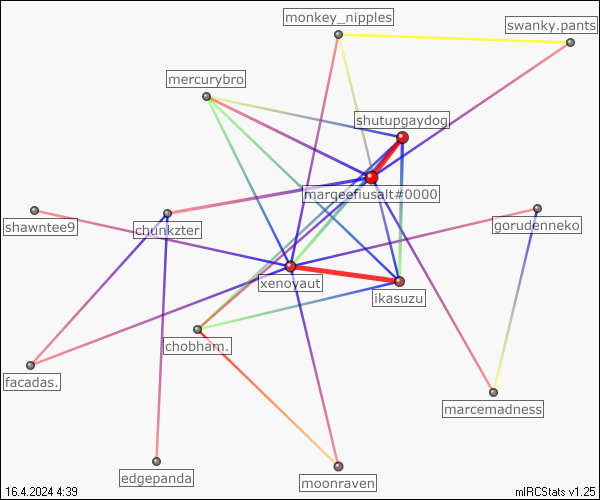 monkey_nipples
swanky.pants
mercurybro
shutupgaydog
marqeefiusalt#0000
shawntee9
chunkzter
gorudenneko
xenoyaut
ikasuzu
chobham.
facadas.
marcemadness
edgepanda
moonraven
16.4.2024 4:39
mIRCStats v1.25